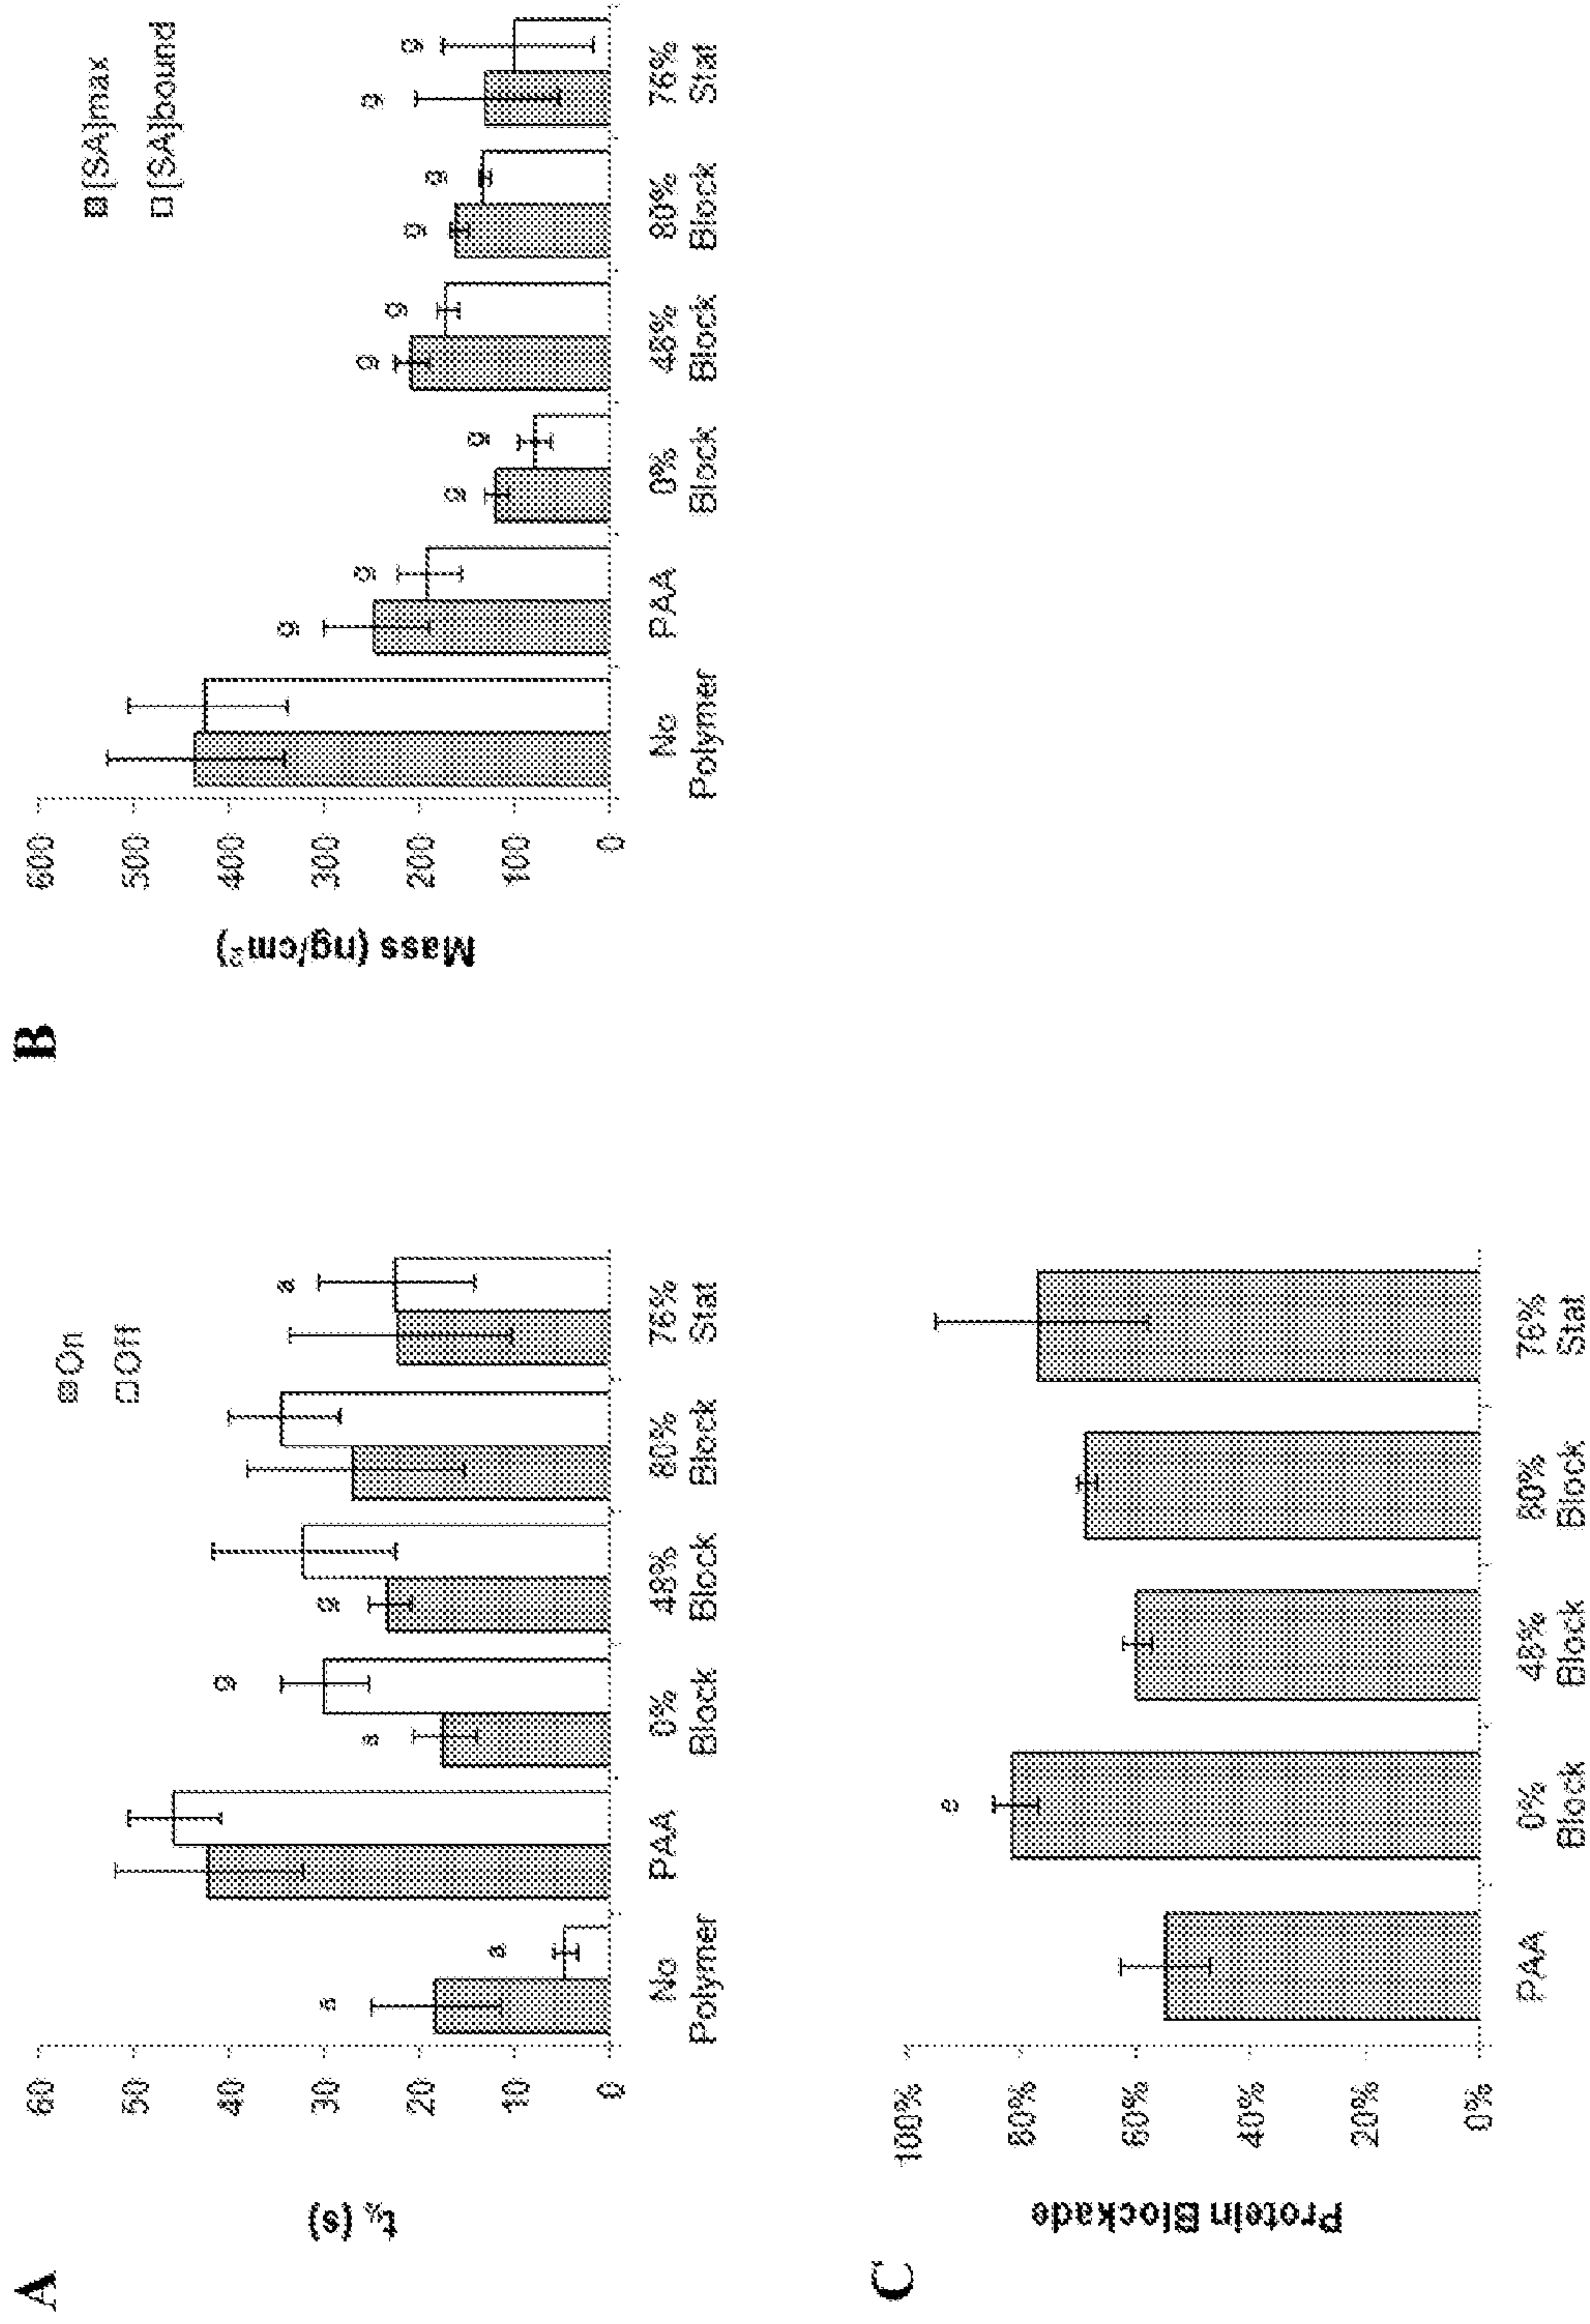 A
t½ (s)
60
50
40
30
20
10
0
On
Off
a
a
a
g
g
a
No
Polymer
PAA
0%
Block
48%
Block
80%
Block
76%
Stat
B
Mass (ng/cm²)
600
500
400
300
200
100
0
[SA]max
[SA]bound
g
g
g
g
g
g
g
g
g
g
No
Polymer
PAA
0%
Block
48%
Block
80%
Block
76%
Stat
C
Protein Blockade
100%
80%
60%
40%
20%
0%
e
PAA
0%
Block
48%
Block
80%
Block
76%
Stat